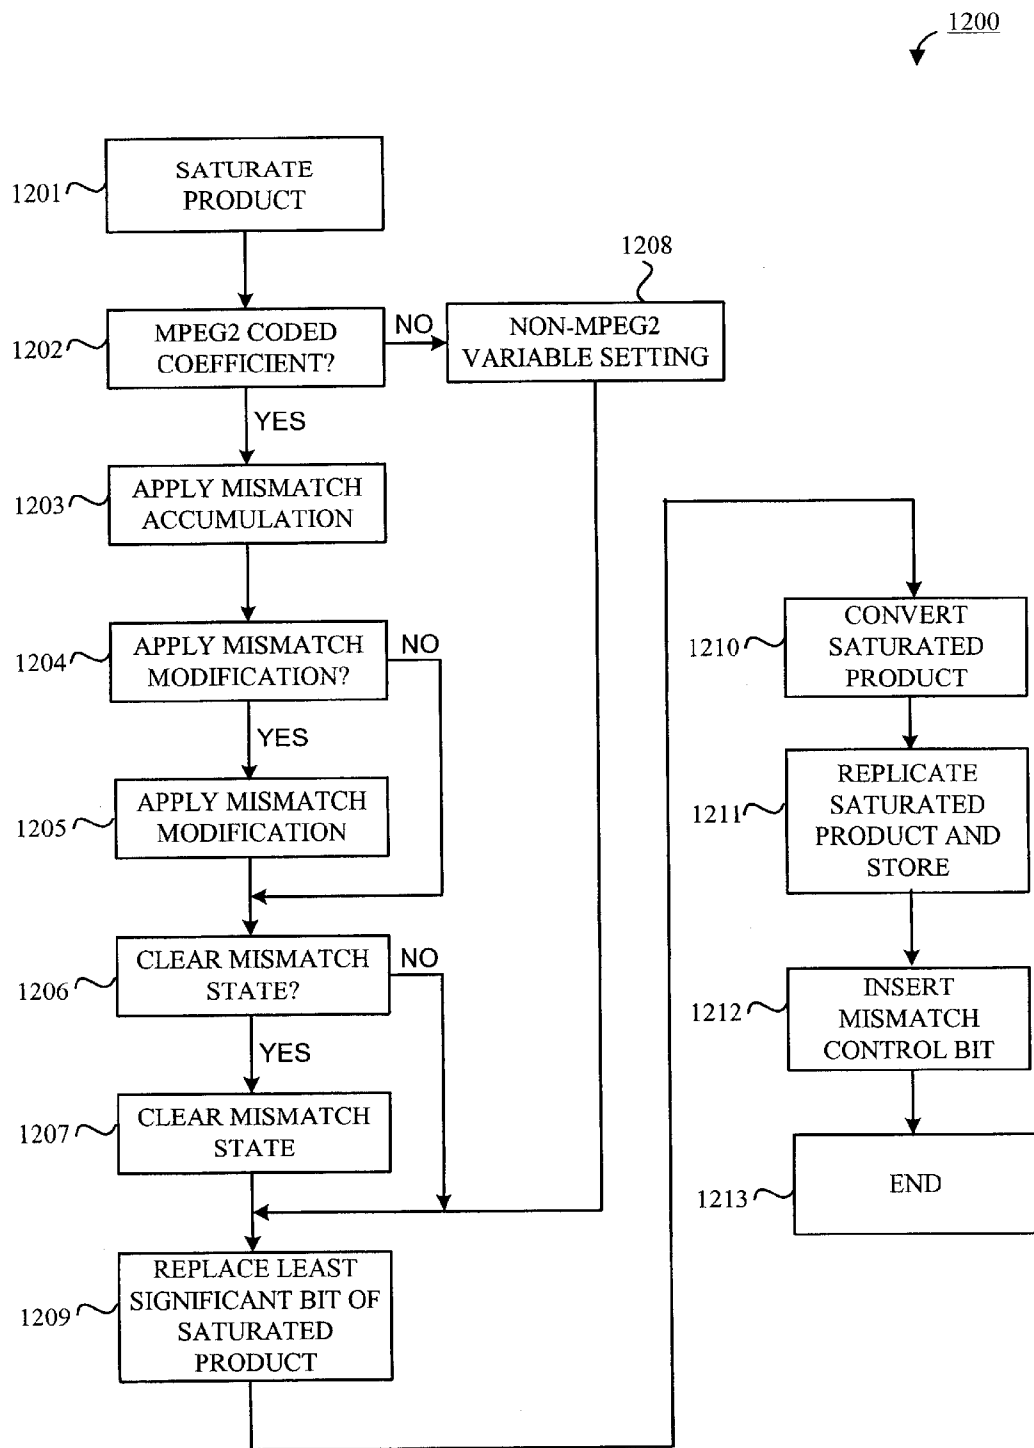 1200
1201
SATURATE
PRODUCT
1202
MPEG2 CODED
COEFFICIENT?
NO
YES
1208
NON-MPEG2
VARIABLE SETTING
1203
APPLY MISMATCH
ACCUMULATION
1204
APPLY MISMATCH
MODIFICATION?
NO
YES
1205
APPLY MISMATCH
MODIFICATION
1206
CLEAR MISMATCH
STATE?
NO
YES
1207
CLEAR MISMATCH
STATE
1209
REPLACE LEAST
SIGNIFICANT BIT OF
SATURATED
PRODUCT
1210
CONVERT
SATURATED
PRODUCT
1211
REPLICATE
SATURATED
PRODUCT AND
STORE
1212
INSERT
MISMATCH
CONTROL BIT
1213
END